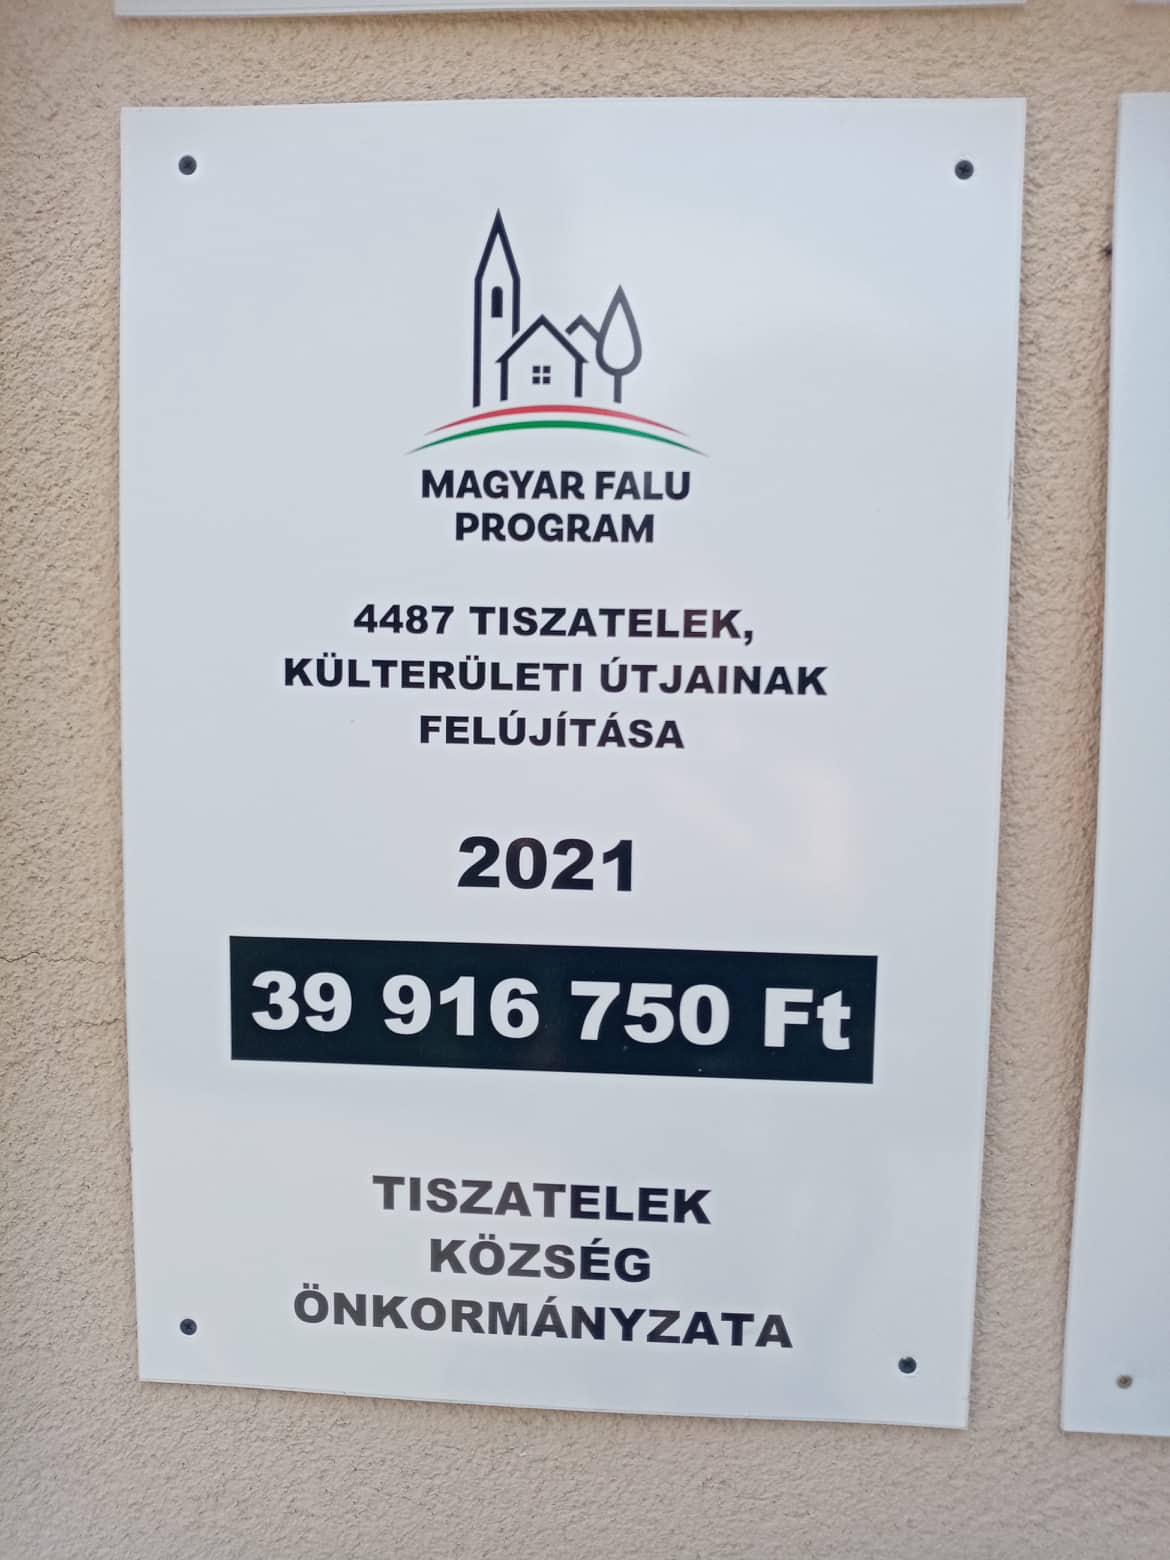 MAGYAR FALU
PROGRAM
4487 TISZATELEK,
KÜLTERÜLETI ÚTJAINAK
FELÚJÍTÁSA
2021
39 916 750 Ft
TISZATELEK
KÖZSÉG
ÖNKORMÁNYZATA